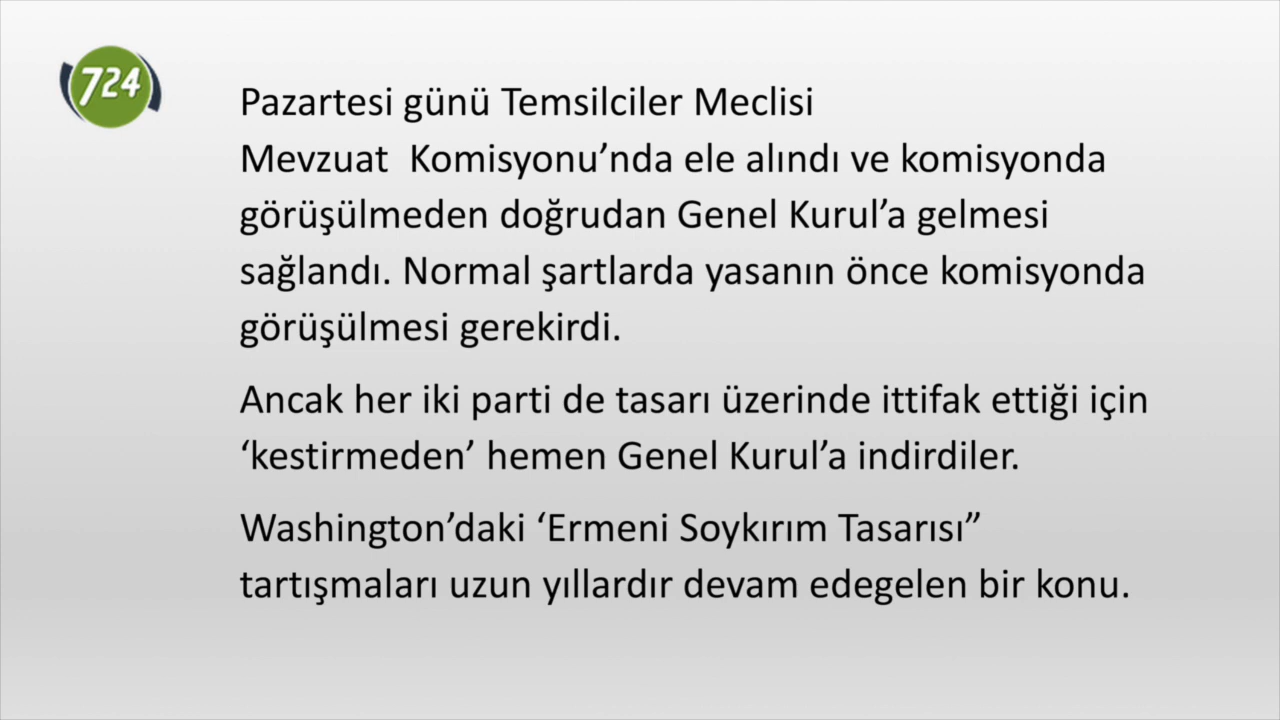 724
Pazartesi günü Temsilciler Meclisi
Mevzuat  Komisyonu’nda ele alındı ve komisyonda
görüşülmeden doğrudan Genel Kurul’a gelmesi
sağlandı. Normal şartlarda yasanın önce komisyonda
görüşülmesi gerekirdi.
Ancak her iki parti de tasarı üzerinde ittifak ettiği için
‘kestirmeden’ hemen Genel Kurul’a indirdiler.
Washington’daki ‘Ermeni Soykırım Tasarısı”
tartışmaları uzun yıllardır devam edegelen bir konu.